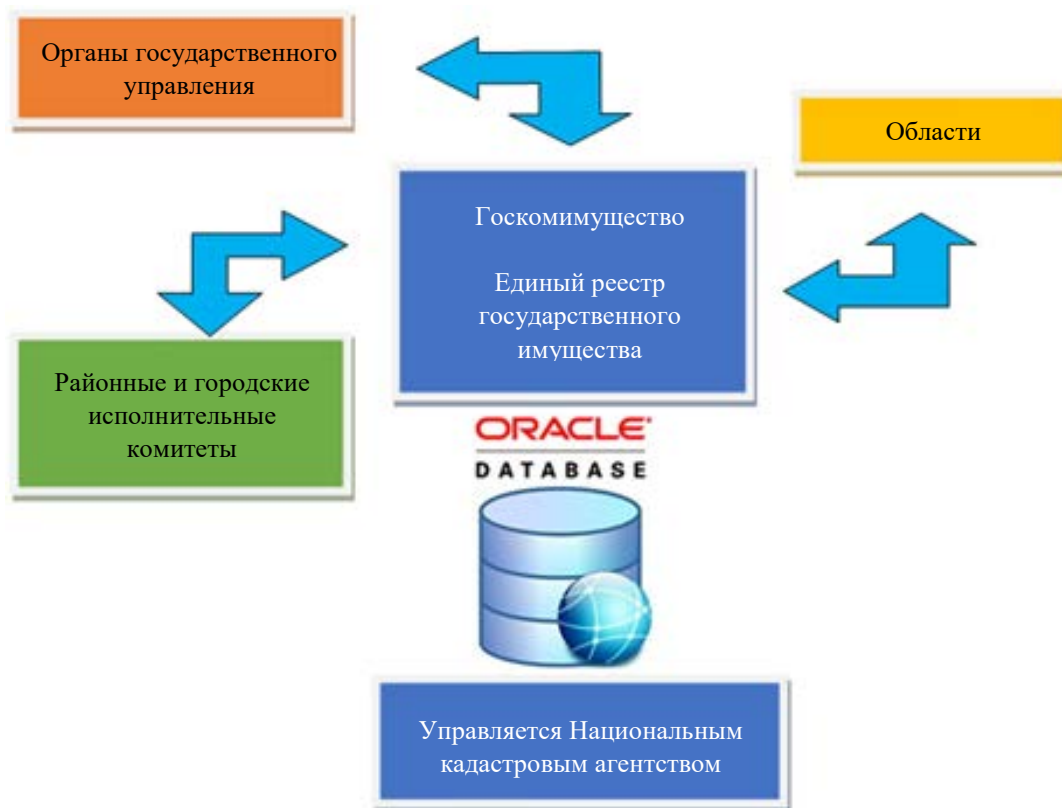 Органы государственного
управления
Области
Госкомимущество
Единый реестр
государственного
имущества
Районные и городские
исполнительные
комитеты
ORACLE
DATABASE
Управляется Национальным
кадастровым агентством